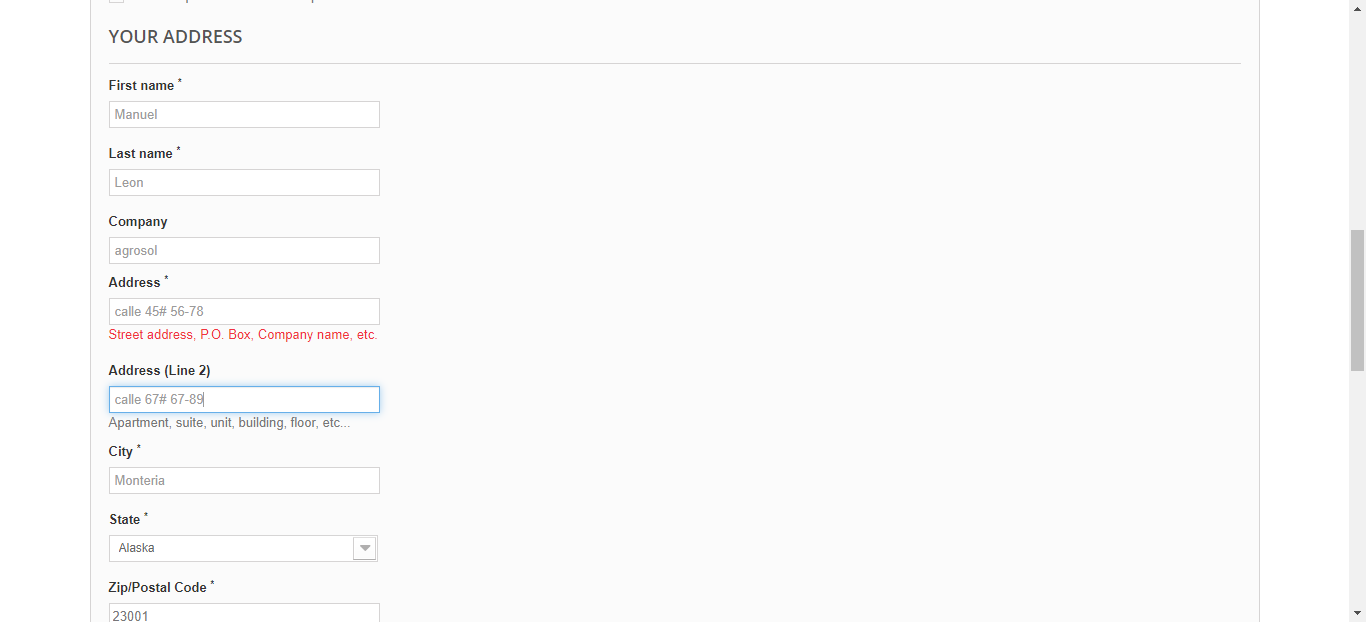 YOUR ADDRESS
First name *
Manuel
Last name *
Leon
Company
agrosol
Address *
calle 45# 56-78
Street address, P.O. Box, Company name, etc.
Address (Line 2)
calle 67# 67-89
Apartment, suite, unit, building, floor, etc...
City *
Monteria
State *
Alaska
Zip/Postal Code *
23001